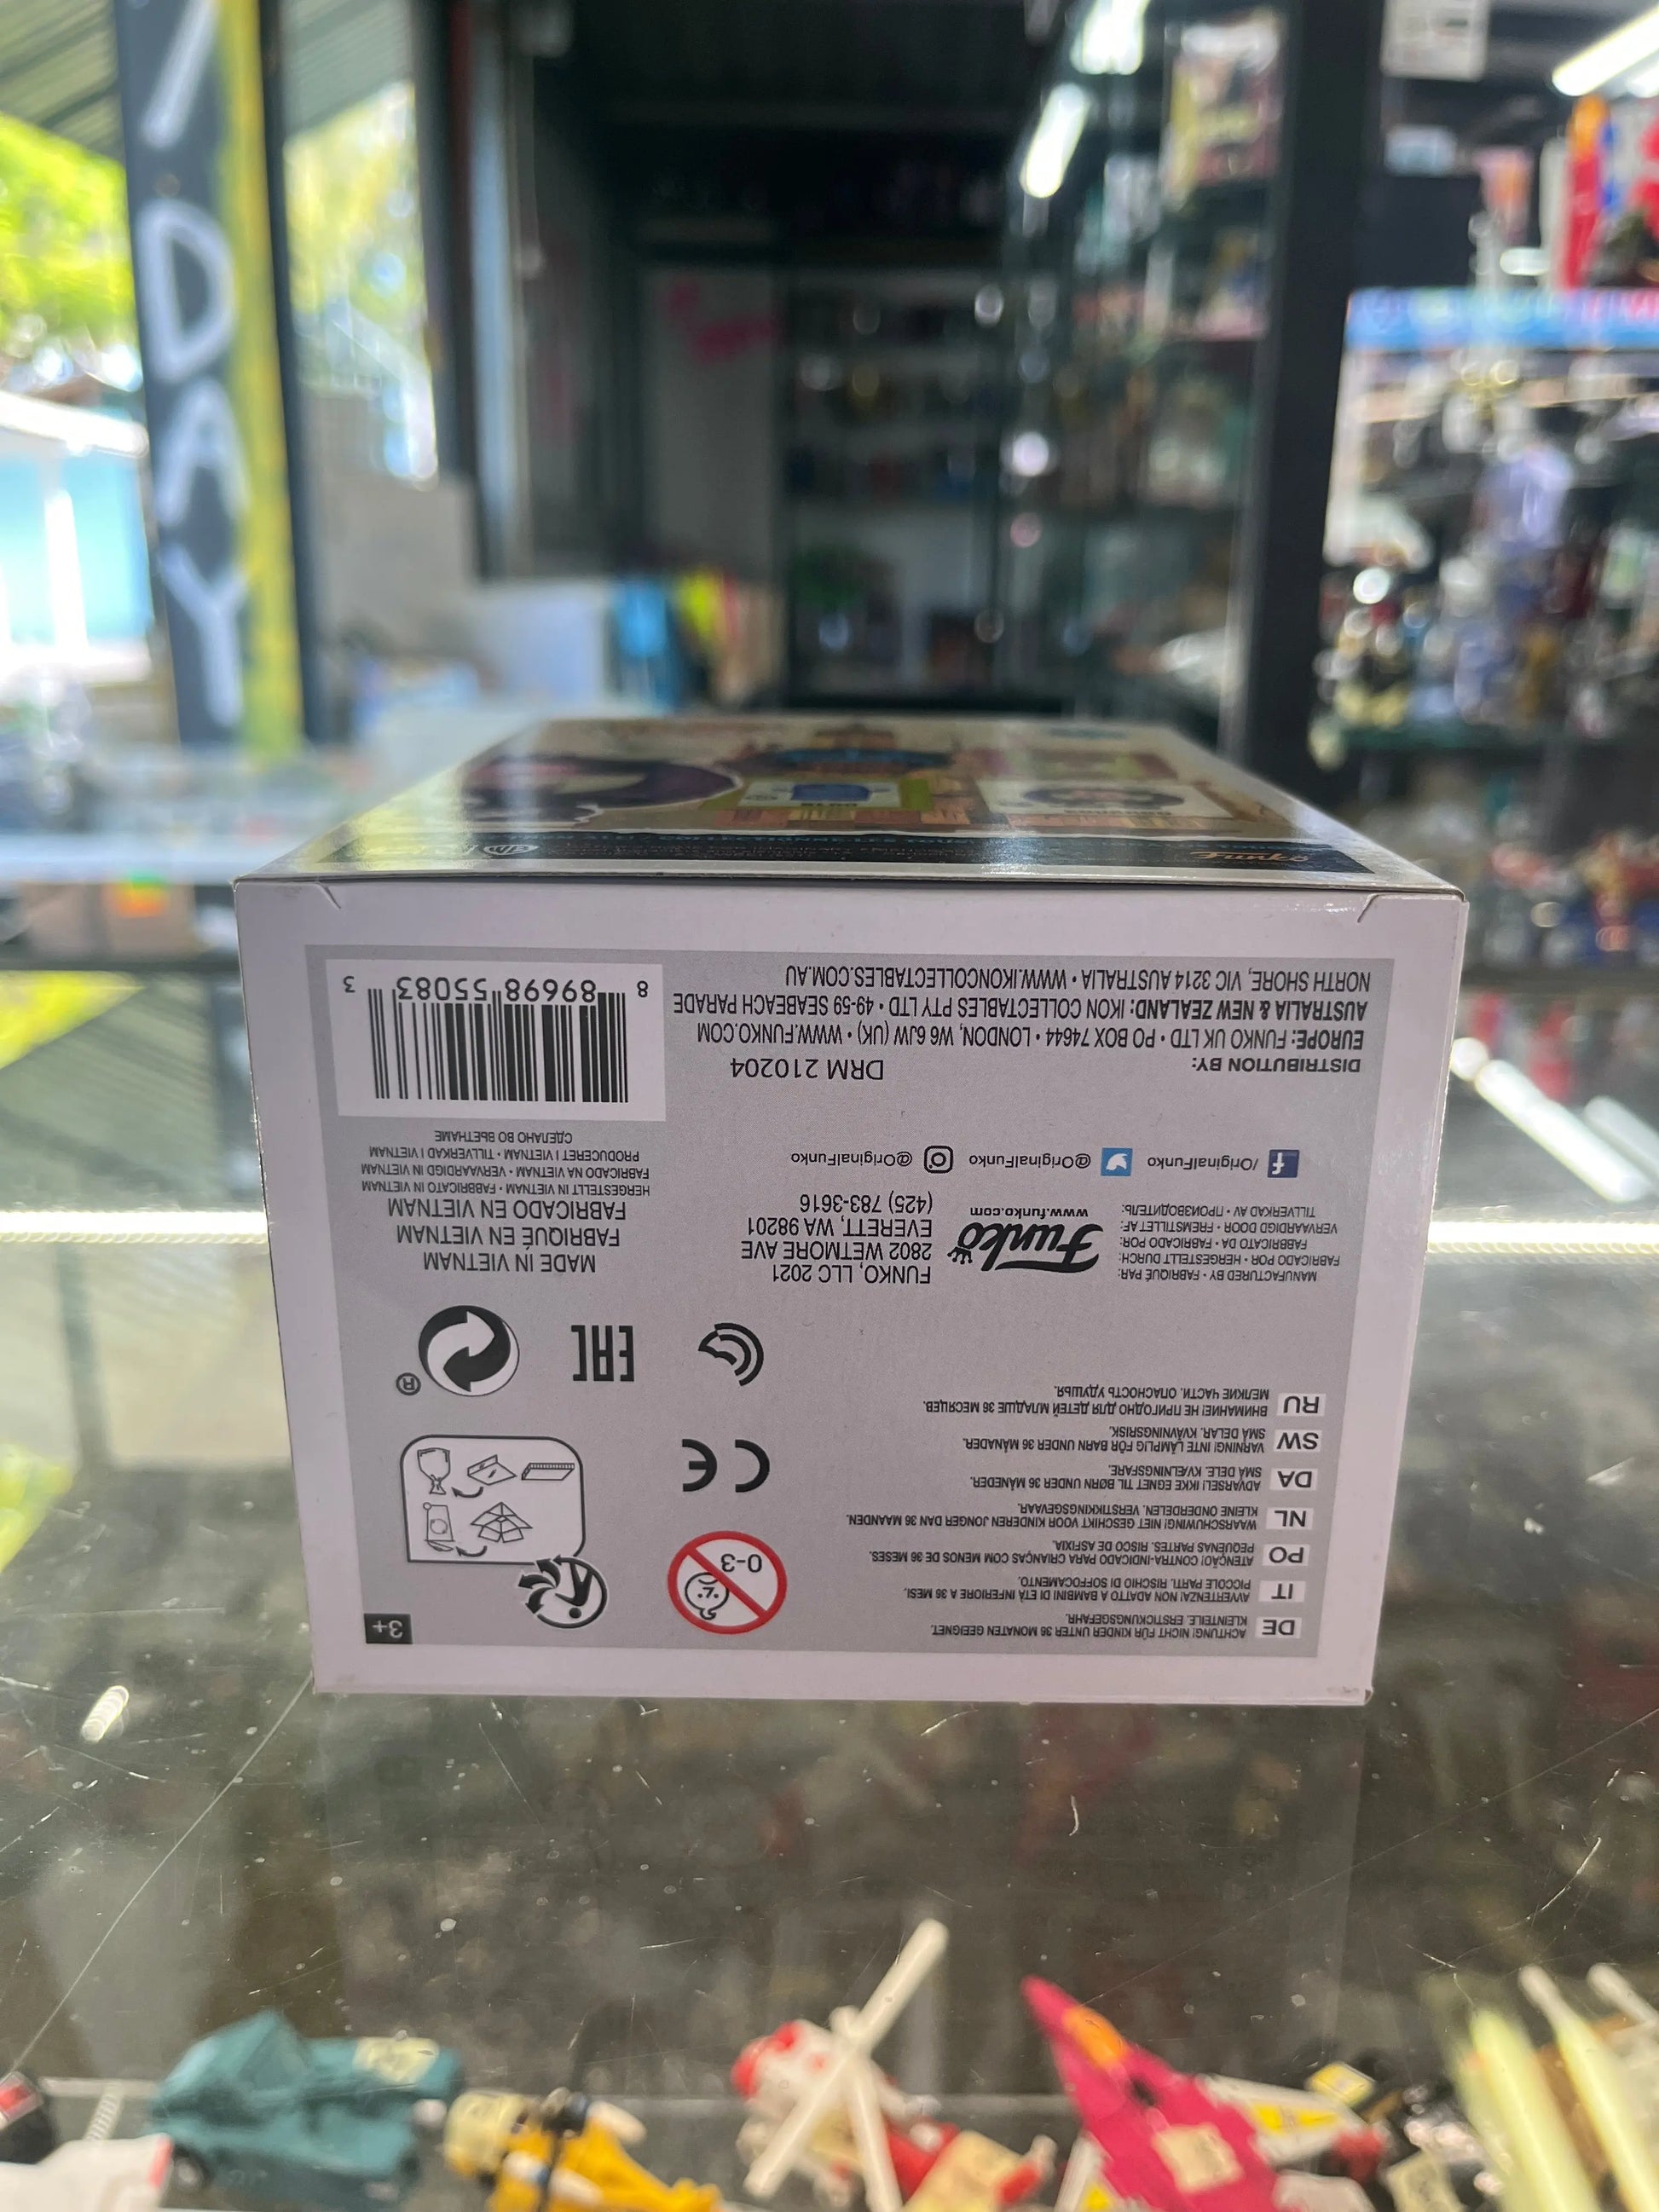 DAY
Funko
DE ACHTUNG! NICHT FÜR KINDER UNTER 36 MONATEN GEEIGNET.
KLEINTEILE. ERSTICKUNGSGEFAHR.
IT AVVERTENZA! NON ADATTO A BAMBINI DI ETÀ INFERIORE A 36 MESI.
PICCOLE PARTI. RISCHIO DI SOFFOCAMENTO.
PO ATENÇÃO! CONTRA-INDICADO PARA CRIANÇAS COM MENOS DE 36 MESES.
PEQUENAS PARTES. RISCO DE ASFIXIA.
NL WAARSCHUWING! NIET GESCHIKT VOOR KINDEREN JONGER DAN 36 MAANDEN.
KLEINE ONDERDELEN. VERSTIKKINGSGEVAAR.
DA ADVARSEL! IKKE EGNET TIL BØRN UNDER 36 MÅNEDER.
SMÅ DELE. KVÆLNINGSFARE.
SW VARNING! INTE LÄMPLIG FÖR BARN UNDER 36 MÅNADER.
SMÅ DELAR. KVÄVNINGSRISK.
RU ВНИМАНИЕ! НЕ ПРИГОДНО ДЛЯ ДЕТЕЙ МЛАДШЕ 36 МЕСЯЦЕВ.
МЕЛКИЕ ЧАСТИ. ОПАСНОСТЬ УДУШЬЯ.
0-3
3+
CE
EAC
®
MANUFACTURED BY • FABRIQUÉ PAR:
FABRICADO POR • HERGESTELLT DURCH:
FABBRICATO DA • FABRICADO POR:
VERVAARDIGD DOOR • FREMSTILLET AF:
TILLVERKAD AV • ПРОИЗВОДИТЕЛЬ:
Funko
www.funko.com
FUNKO, LLC 2021
2802 WETMORE AVE
EVERETT, WA 98201
(425) 783-3616
MADE IN VIETNAM
FABRIQUÉ EN VIETNAM
FABRICADO EN VIETNAM
HERGESTELLT IN VIETNAM • FABBRICATO IN VIETNAM
FABRICADO NA VIETNAM • VERVAARDIGD IN VIETNAM
PRODUCERET I VIETNAM • TILLVERKAD I VIETNAM
СДЕЛАНО ВО ВЬЕТНАМЕ
/OriginalFunko @OriginalFunko @OriginalFunko
DISTRIBUTION BY: DRM 210204
EUROPE: FUNKO UK LTD • PO BOX 74644 • LONDON, W6 6JW (UK) • WWW.FUNKO.COM
AUSTRALIA & NEW ZEALAND: IKON COLLECTABLES PTY LTD • 49-59 SEABEACH PARADE
NORTH SHORE, VIC 3214 AUSTRALIA • WWW.IKONCOLLECTABLES.COM.AU
8 89698 55083 3